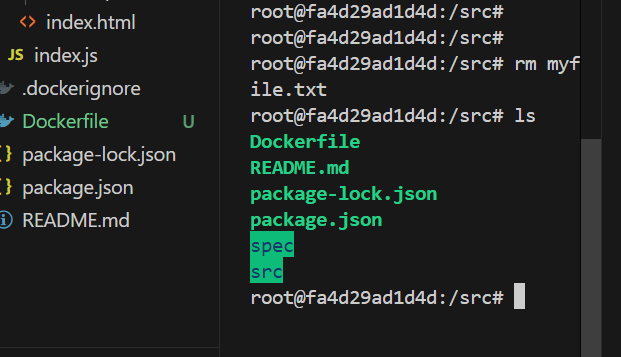 index.html
JS index.js
.dockerignore
Dockerfile U
{} package-lock.json
{} package.json
README.md
root@fa4d29ad1d4d:/src#
root@fa4d29ad1d4d:/src#
root@fa4d29ad1d4d:/src# rm myf
ile.txt
root@fa4d29ad1d4d:/src# ls
Dockerfile
README.md
package-lock.json
package.json
spec
src
root@fa4d29ad1d4d:/src#